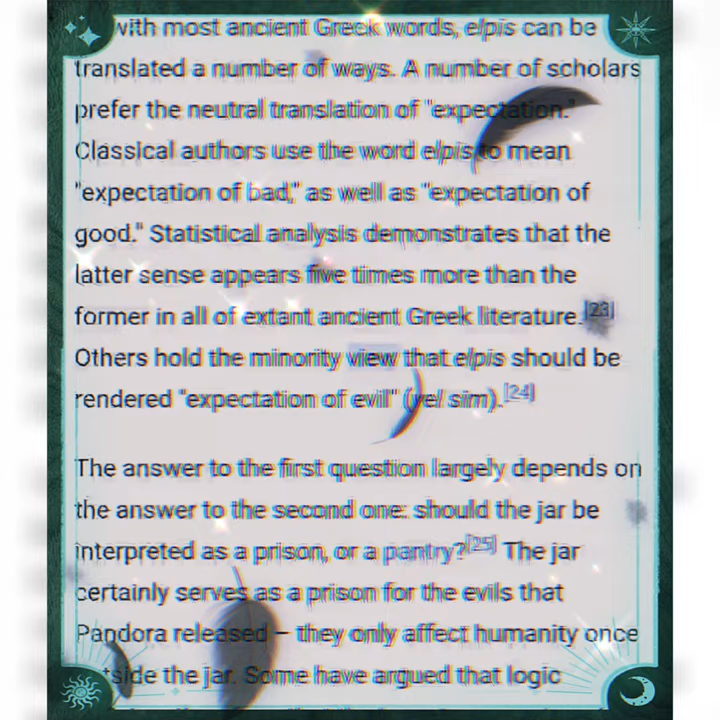 with most ancient Greek words, elpis can be
translated a number of ways. A number of scholars
prefer the neutral translation of "expectation."
Classical authors use the word elpis to mean
"expectation of bad," as well as "expectation of
good." Statistical analysis demonstrates that the
latter sense appears five times more than the
former in all of extant ancient Greek literature.[23]
Others hold the minority view that elpis should be
rendered "expectation of evil" (vel sim).[24]
The answer to the first question largely depends on
the answer to the second one: should the jar be
interpreted as a prison, or a pantry?[25] The jar
certainly serves as a prison for the evils that
Pandora released – they only affect humanity once
the jar. Some have argued that logic